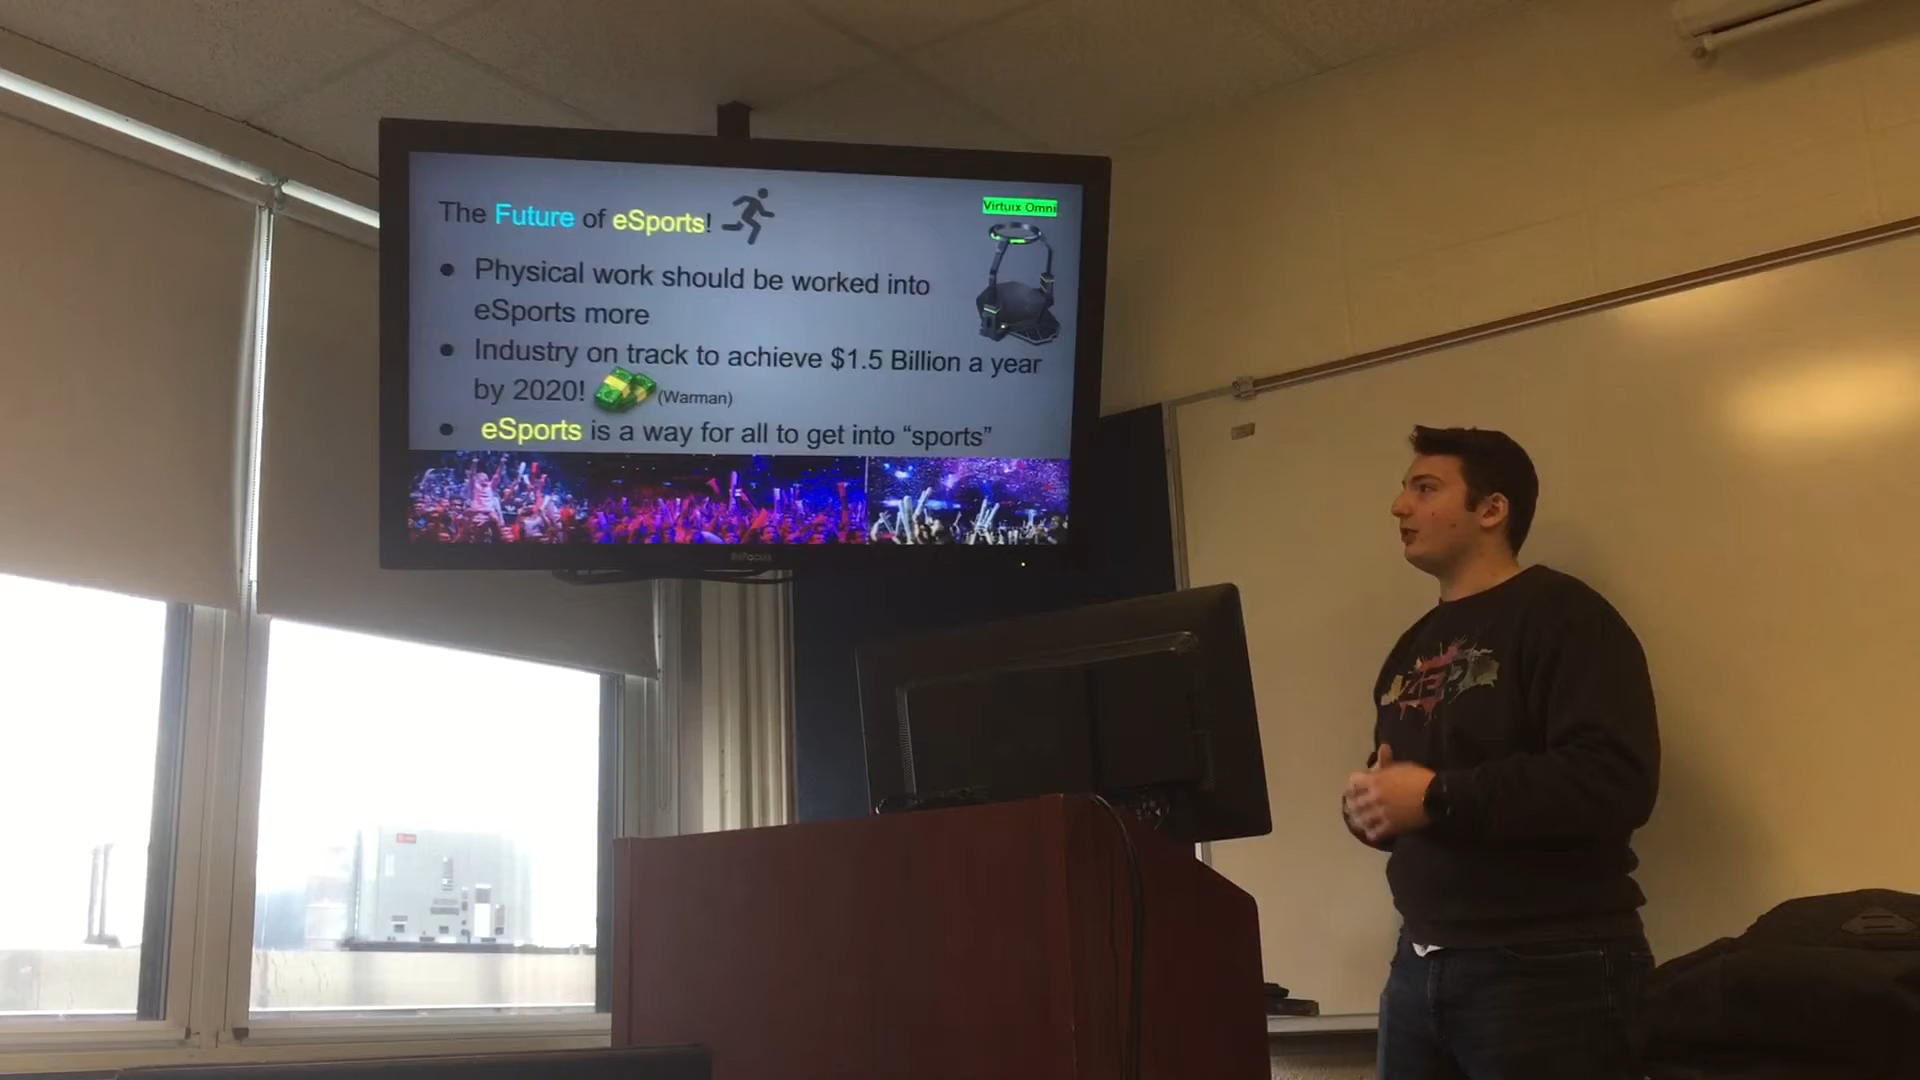 The Future of eSports!
Virtuix Omni
• Physical work should be worked into
eSports more
• Industry on track to achieve $1.5 Billion a year
by 2020! (Warman)
• eSports is a way for all to get into “sports”
InFocus